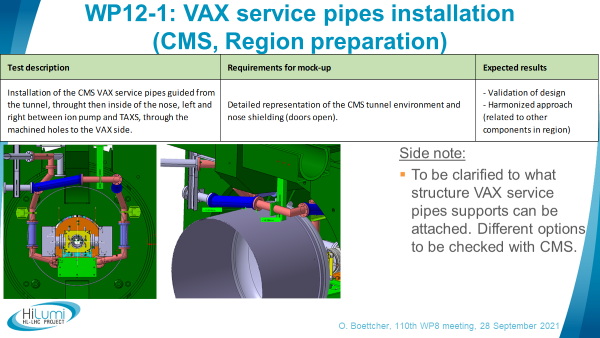 WP12-1: VAX service pipes installation
(CMS, Region preparation)
Test description
Requirements for mock-up
Expected results
Installation of the CMS VAX service pipes guided from
the tunnel, throught then inside of the nose, left and
right between ion pump and TAXS, through the
machined holes to the VAX side.
Detailed representation of the CMS tunnel environment and
nose shielding (doors open).
- Validation of design
- Harmonized approach
(related to other
components in region)
Side note:
▪ To be clarified to what
structure VAX service
pipes supports can be
attached. Different options
to be checked with CMS.
HiLumi
HL-LHC PROJECT
O. Boettcher, 110th WP8 meeting, 28 September 2021